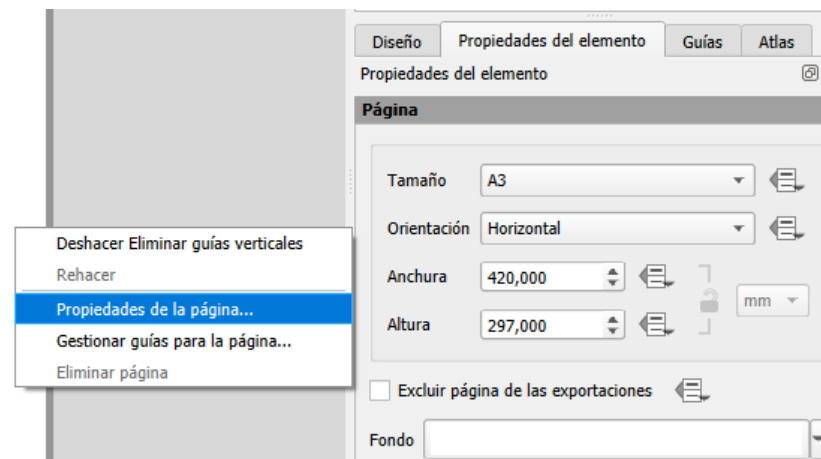 Diseño Propiedades del elemento Guías Atlas
Propiedades del elemento
Página
Tamaño A3
Orientación Horizontal
Anchura 420,000
mm
Altura 297,000
Excluir página de las exportaciones
Fondo
Deshacer Eliminar guías verticales
Rehacer
Propiedades de la página...
Gestionar guías para la página...
Eliminar página